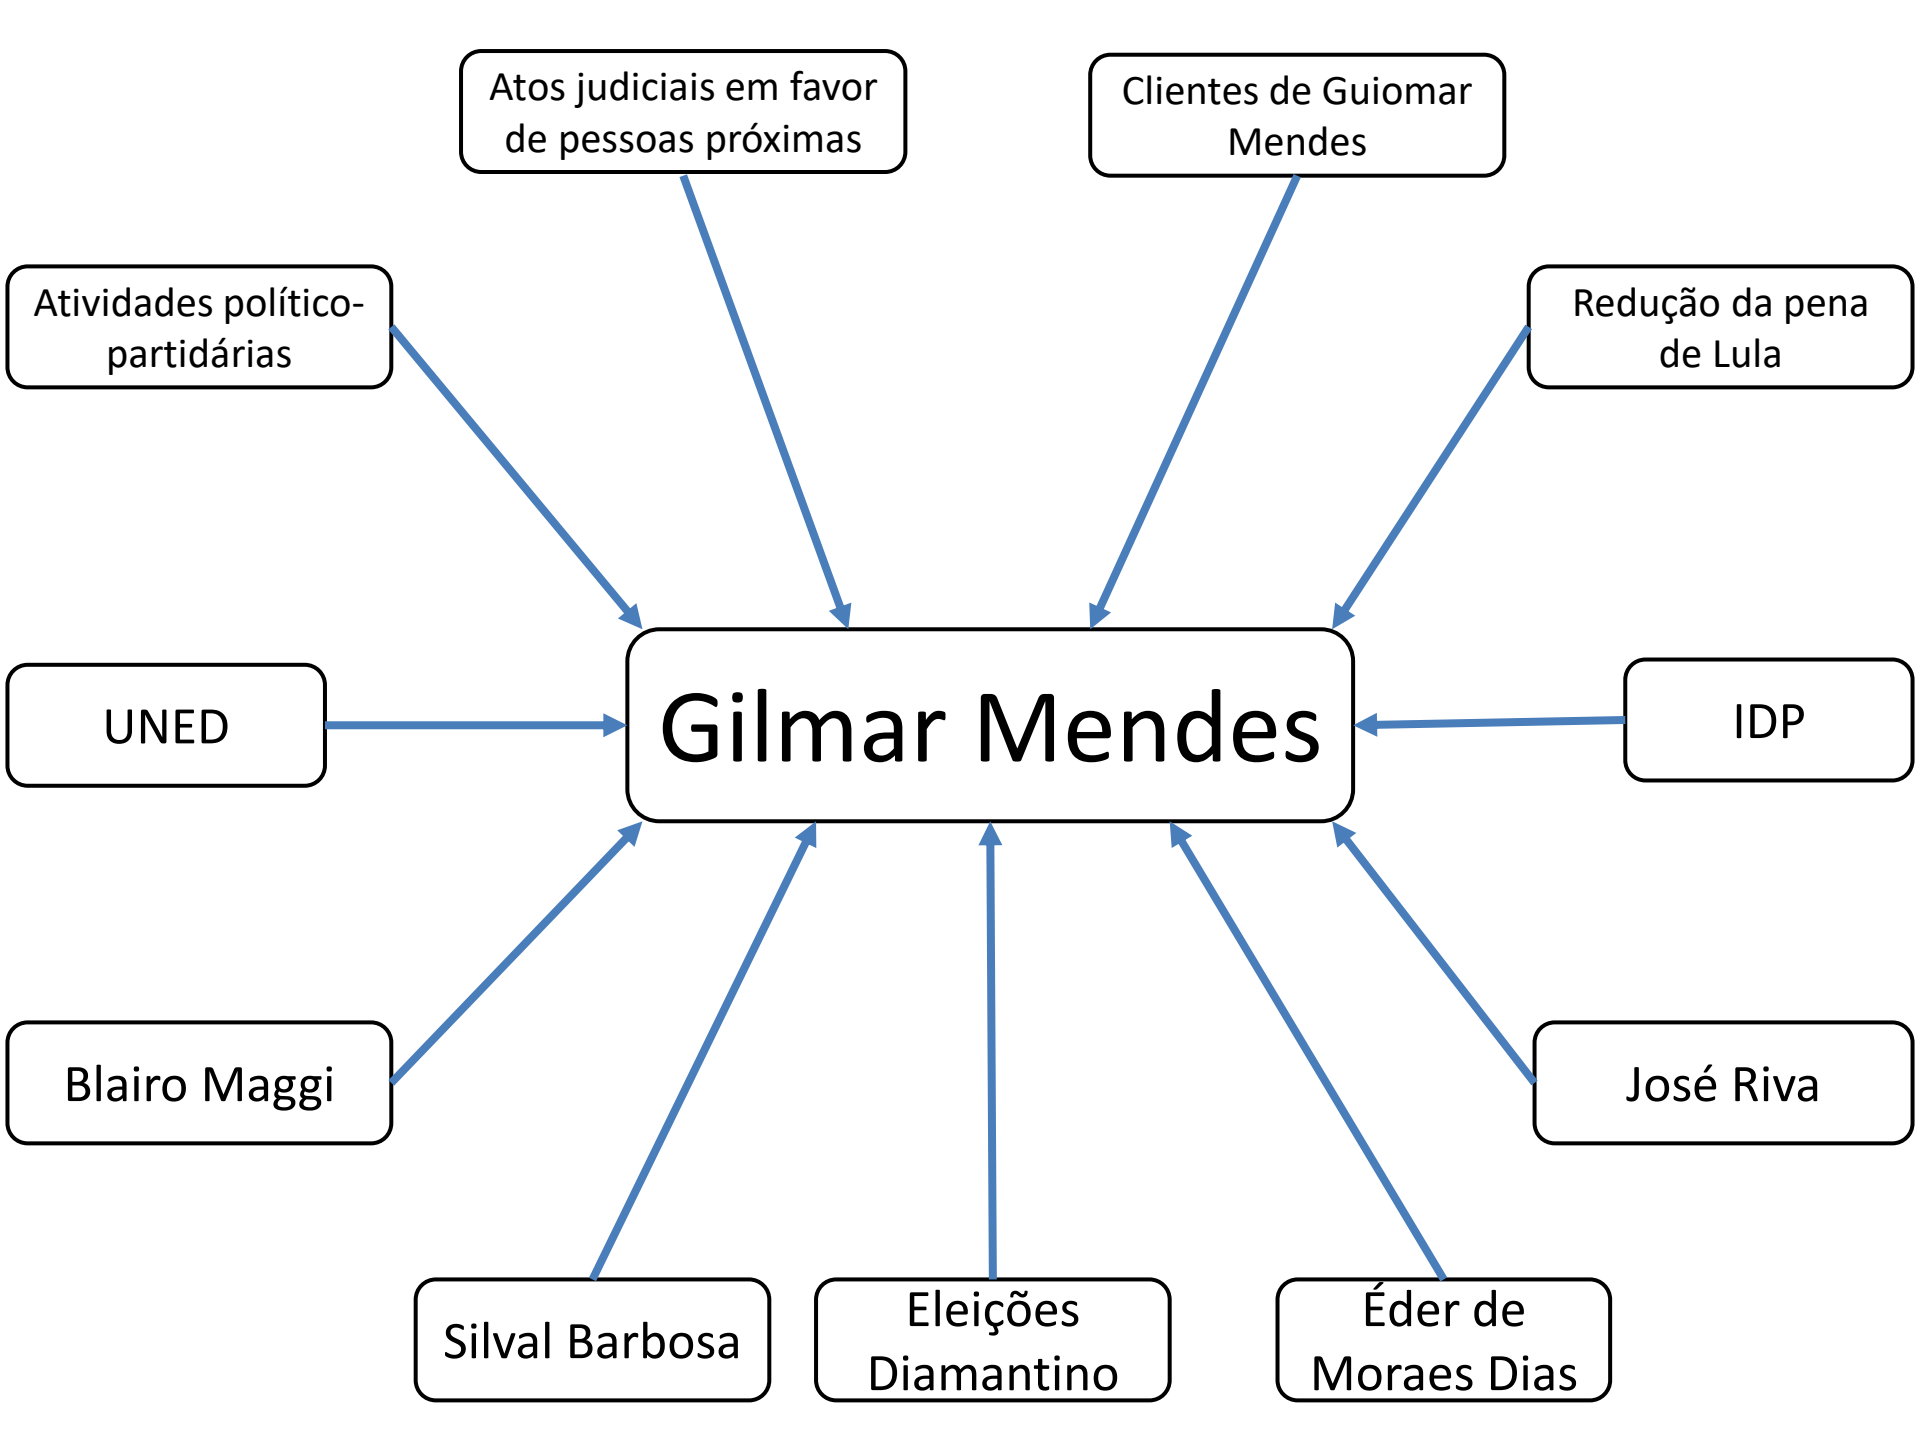 Atos judiciais em favor
de pessoas próximas
Clientes de Guiomar
Mendes
Atividades político-
partidárias
Redução da pena
de Lula
UNED
Gilmar Mendes
IDP
Blairo Maggi
José Riva
Silval Barbosa
Eleições
Diamantino
Éder de
Moraes Dias